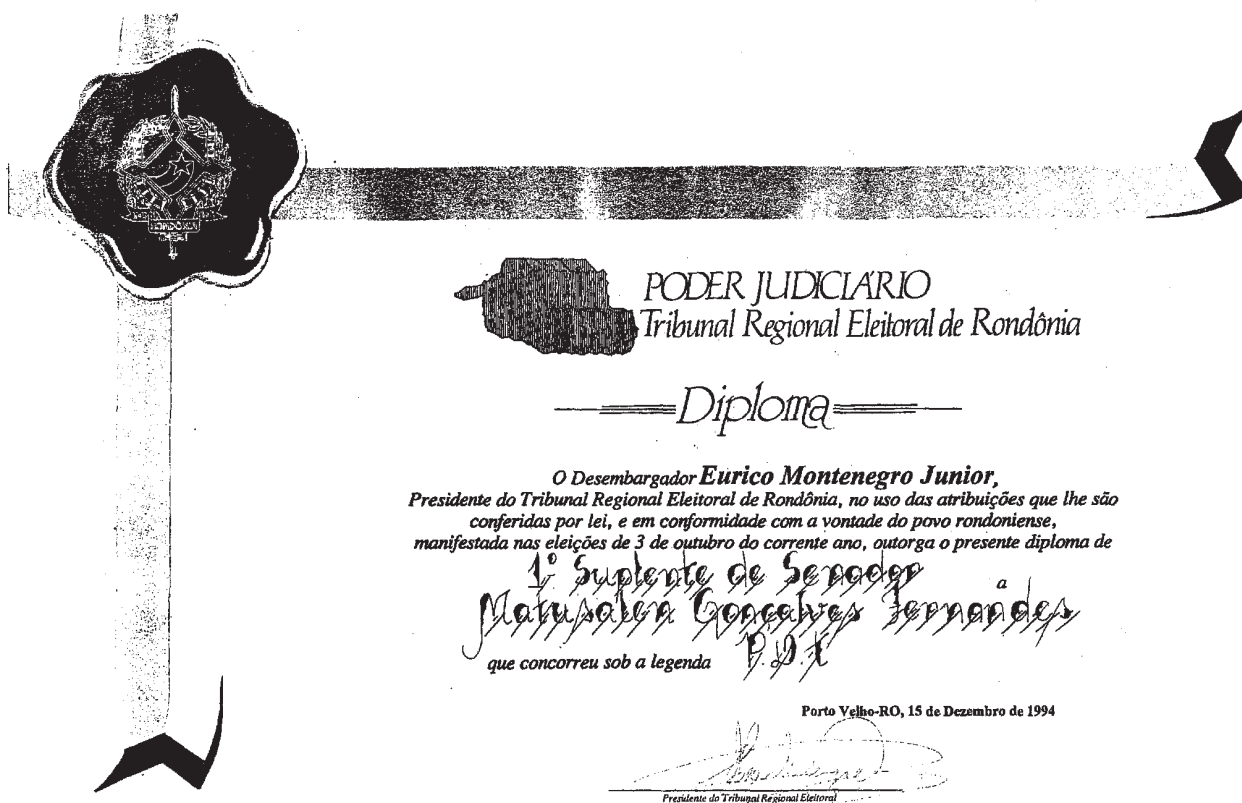 RONDÔNIA
PODER JUDICIÁRIO
Tribunal Regional Eleitoral de Rondônia
Diploma
O Desembargador Eurico Montenegro Junior,
Presidente do Tribunal Regional Eleitoral de Rondônia, no uso das atribuições que lhe são
conferidas por lei, e em conformidade com a vontade do povo rondoniense,
manifestada nas eleições de 3 de outubro do corrente ano, outorga o presente diploma de
1º Suplente de Senador
a
Matusalem Gonçalves Fernandes
que concorreu sob a legenda P.D.T
Porto Velho-RO, 15 de Dezembro de 1994
Presidente do Tribunal Regional Eleitoral